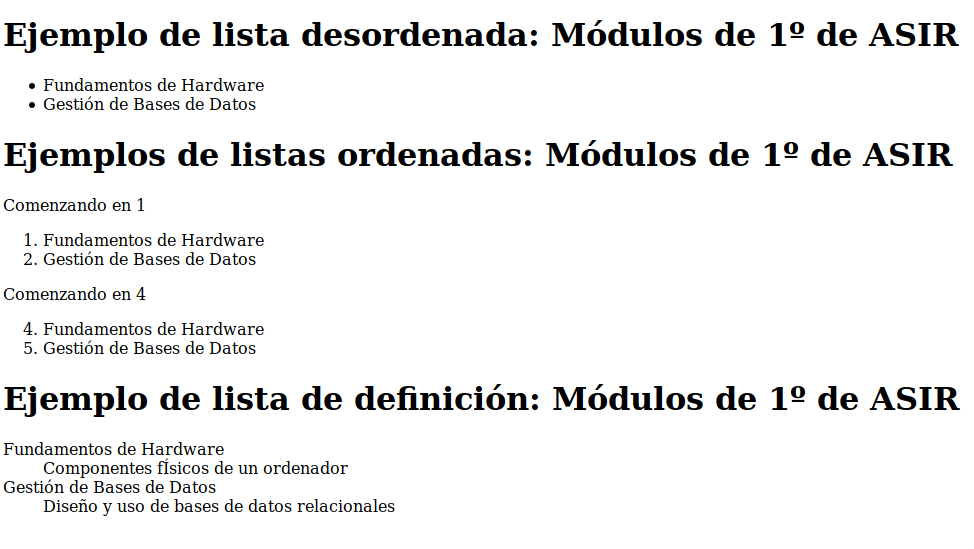 Ejemplo de lista desordenada: Módulos de 1º de ASIR
• Fundamentos de Hardware
• Gestión de Bases de Datos
Ejemplos de listas ordenadas: Módulos de 1º de ASIR
Comenzando en 1
1. Fundamentos de Hardware
2. Gestión de Bases de Datos
Comenzando en 4
4. Fundamentos de Hardware
5. Gestión de Bases de Datos
Ejemplo de lista de definición: Módulos de 1º de ASIR
Fundamentos de Hardware
Componentes fÍsicos de un ordenador
Gestión de Bases de Datos
Diseño y uso de bases de datos relacionales